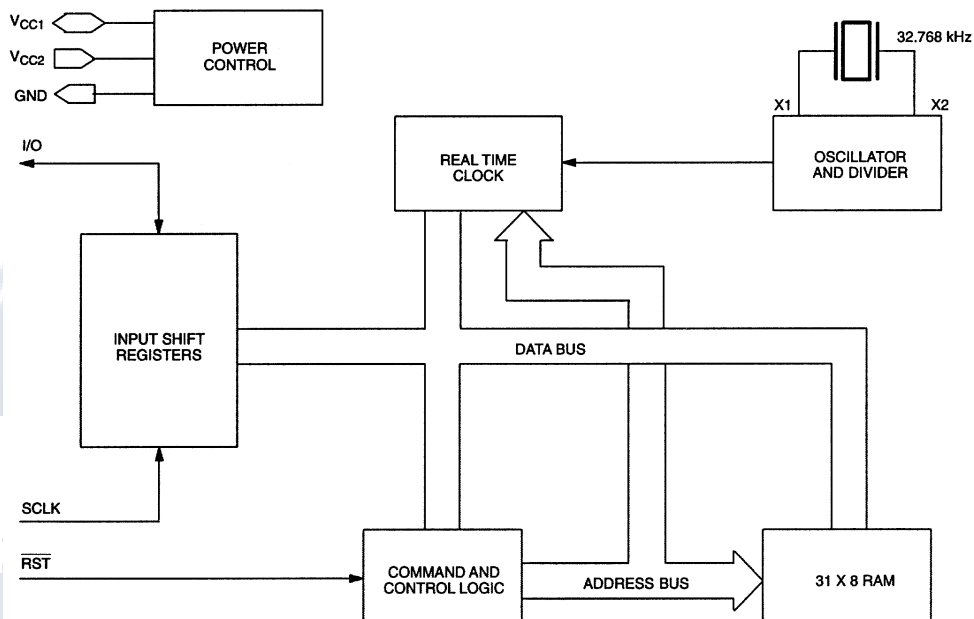 VCC1
VCC2
GND
POWER
CONTROL
32.768 kHz
X1
X2
I/O
REAL TIME
CLOCK
OSCILLATOR
AND DIVIDER
INPUT SHIFT
REGISTERS
DATA BUS
SCLK
RST
COMMAND AND
CONTROL LOGIC
ADDRESS BUS
31 X 8 RAM